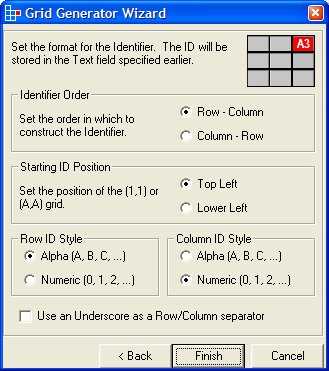 Grid Generator Wizard
Set the format for the Identifier. The ID will be
stored in the Text field specified earlier.
A3
Identifier Order
Set the order in which to
construct the Identifier.
Row - Column
Column - Row
Starting ID Position
Set the position of the (1,1) or
(A,A) grid.
Top Left
Lower Left
Row ID Style
Alpha (A, B, C, ...)
Numeric (0, 1, 2, ...)
Column ID Style
Alpha (A, B, C, ...)
Numeric (0, 1, 2, ...)
Use an Underscore as a Row/Column separator
< Back
Finish
Cancel